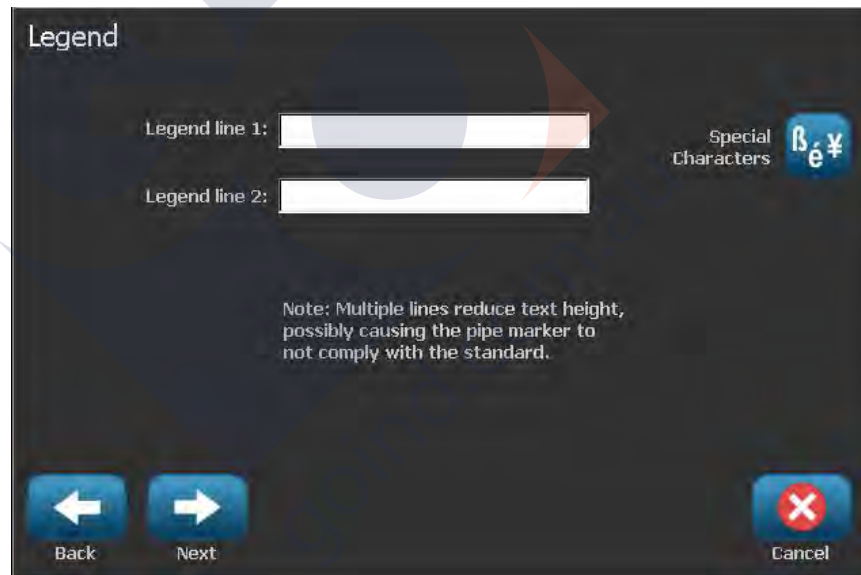 Legend
Legend line 1:
Special
Characters
ß é ¥
Legend line 2:
Note: Multiple lines reduce text height,
possibly causing the pipe marker to
not comply with the standard.
Back
Next
Cancel